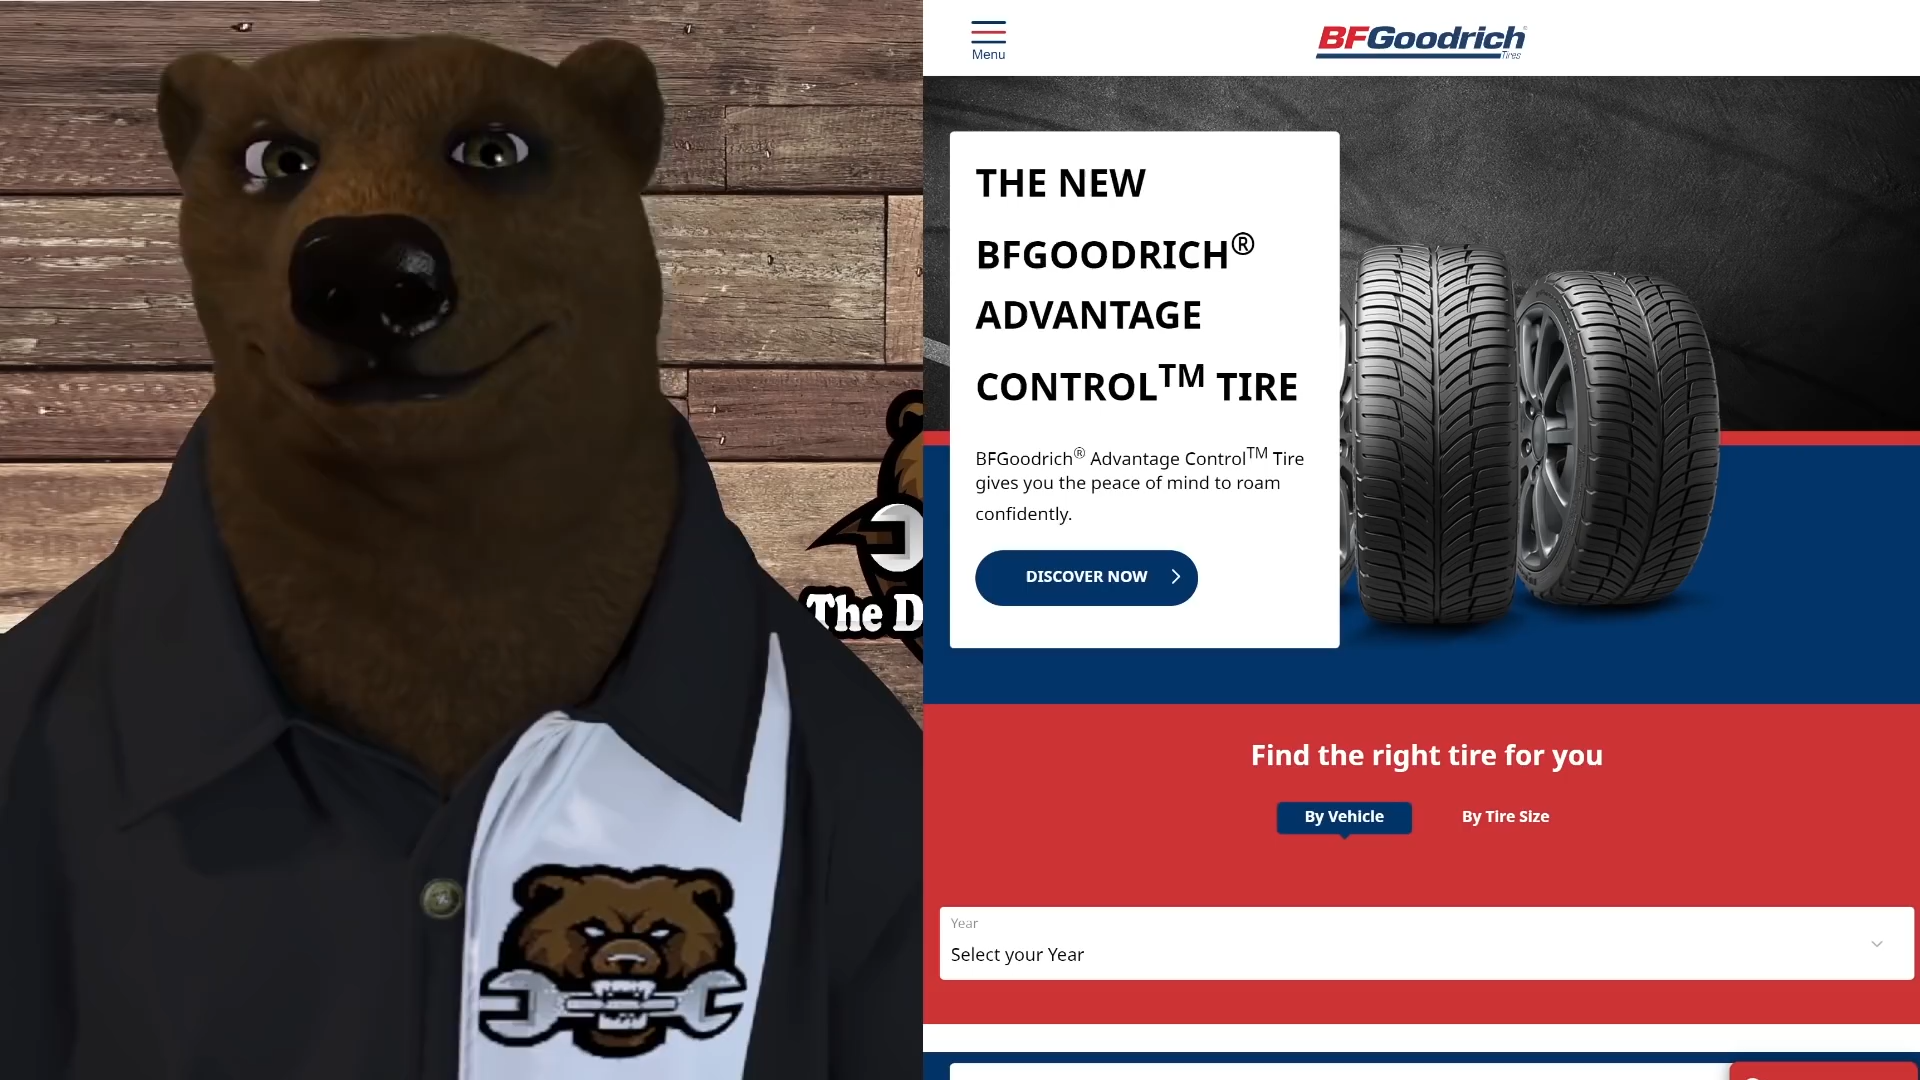 The D
Menu
BFGoodrich
Tires
THE NEW
BFGOODRICH®
ADVANTAGE
CONTROL™ TIRE
BFGoodrich® Advantage Control™ Tire
gives you the peace of mind to roam
confidently.
DISCOVER NOW
Find the right tire for you
By Vehicle
By Tire Size
Year
Select your Year